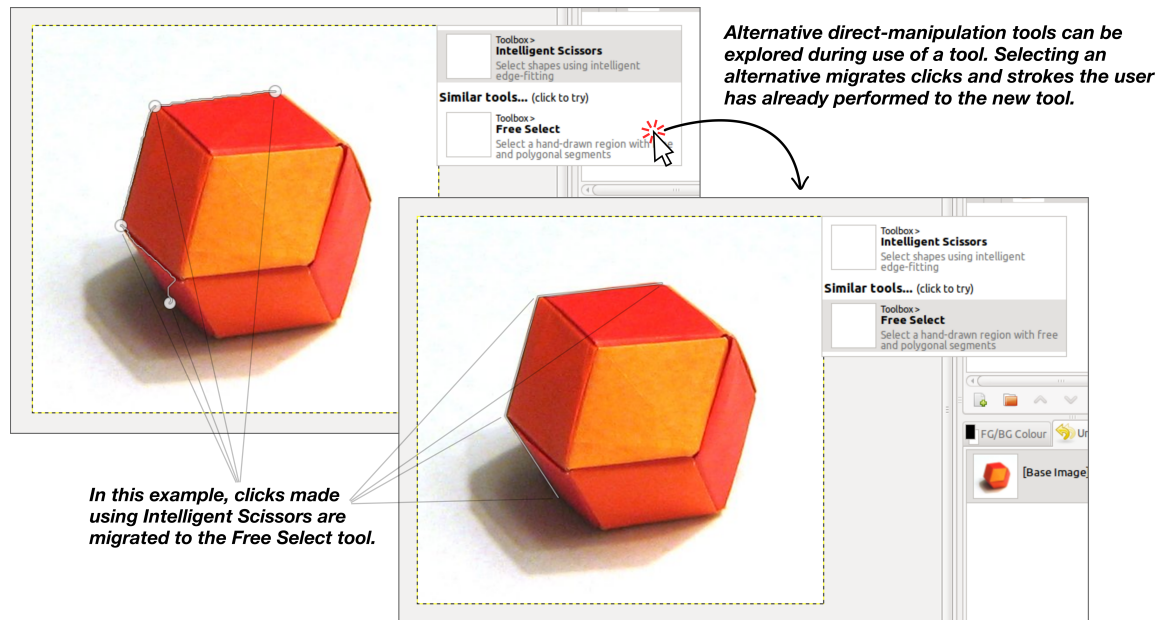 Toolbox >
Intelligent Scissors
Select shapes using intelligent
edge-fitting
Similar tools... (click to try)
Toolbox >
Free Select
Select a hand-drawn region with
and polygonal segments
Alternative direct-manipulation tools can be
explored during use of a tool. Selecting an
alternative migrates clicks and strokes the user
has already performed to the new tool.
Toolbox >
Intelligent Scissors
Select shapes using intelligent
edge-fitting
Similar tools... (click to try)
Toolbox >
Free Select
Select a hand-drawn region with free
and polygonal segments
FG/BG Colour
Un
[Base Image]
In this example, clicks made
using Intelligent Scissors are
migrated to the Free Select tool.